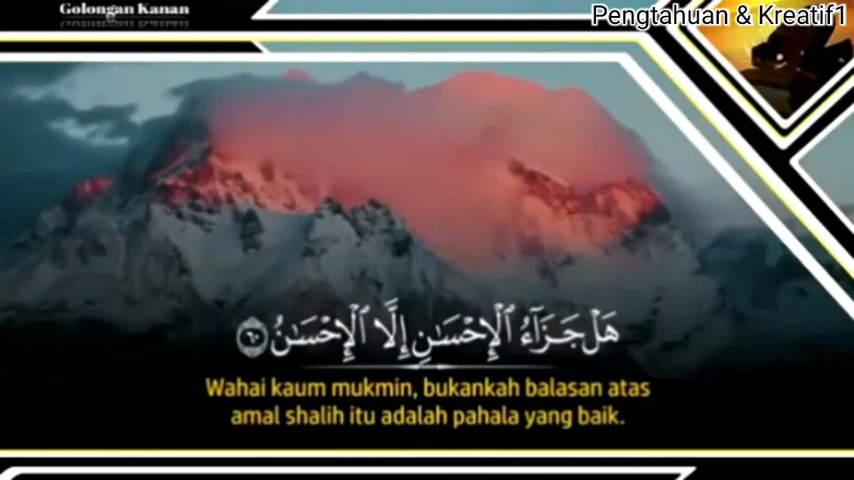 Golongan Kanan
Pengtahuan & Kreatif1
هَلْ جَزَآءُ ٱلْإِحْسَٰنِ إِلَّا ٱلْإِحْسَٰنُ ٦٠
Wahai kaum mukmin, bukankah balasan atas
amal shalih itu adalah pahala yang baik.